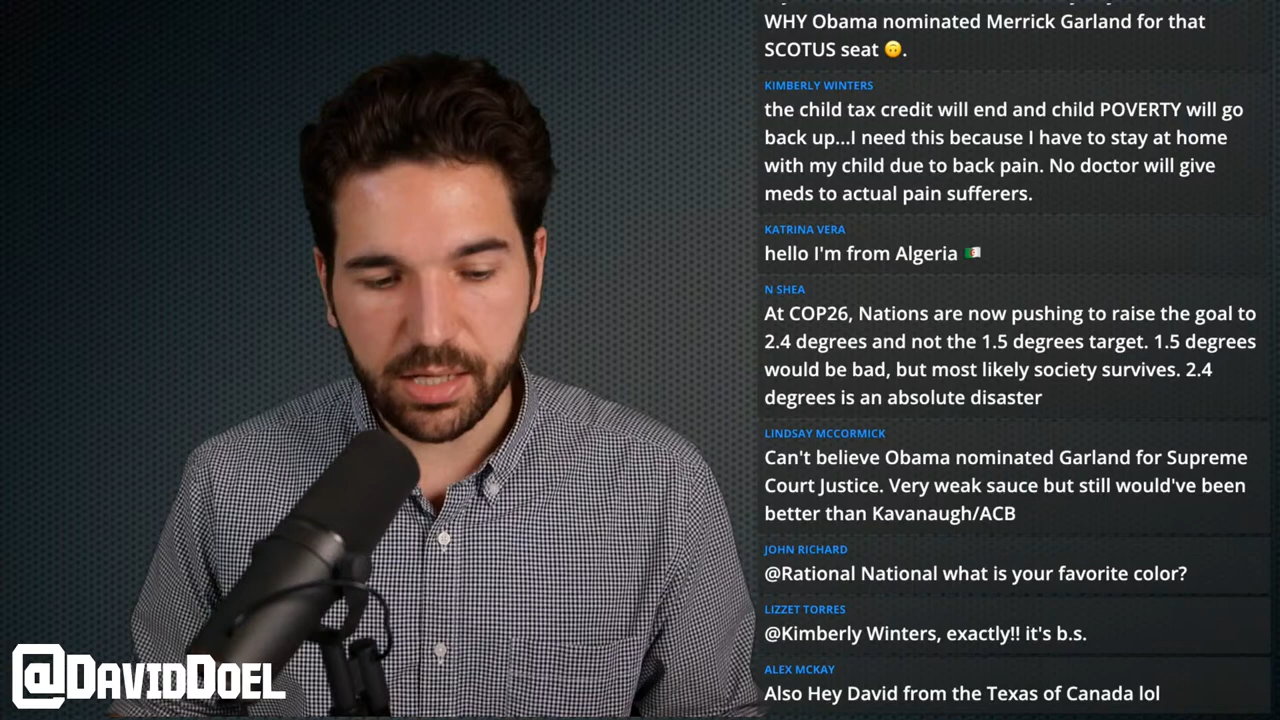 WHY Obama nominated Merrick Garland for that
SCOTUS seat 🙃.
KIMBERLY WINTERS
the child tax credit will end and child POVERTY will go
back up...I need this because I have to stay at home
with my child due to back pain. No doctor will give
meds to actual pain sufferers.
KATRINA VERA
hello I'm from Algeria 🇩🇿
N SHEA
At COP26, Nations are now pushing to raise the goal to
2.4 degrees and not the 1.5 degrees target. 1.5 degrees
would be bad, but most likely society survives. 2.4
degrees is an absolute disaster
LINDSAY MCCORMICK
Can't believe Obama nominated Garland for Supreme
Court Justice. Very weak sauce but still would've been
better than Kavanaugh/ACB
JOHN RICHARD
@Rational National what is your favorite color?
LIZZET TORRES
@Kimberly Winters, exactly!! it's b.s.
ALEX MCKAY
Also Hey David from the Texas of Canada lol
@DAVIDDOEL